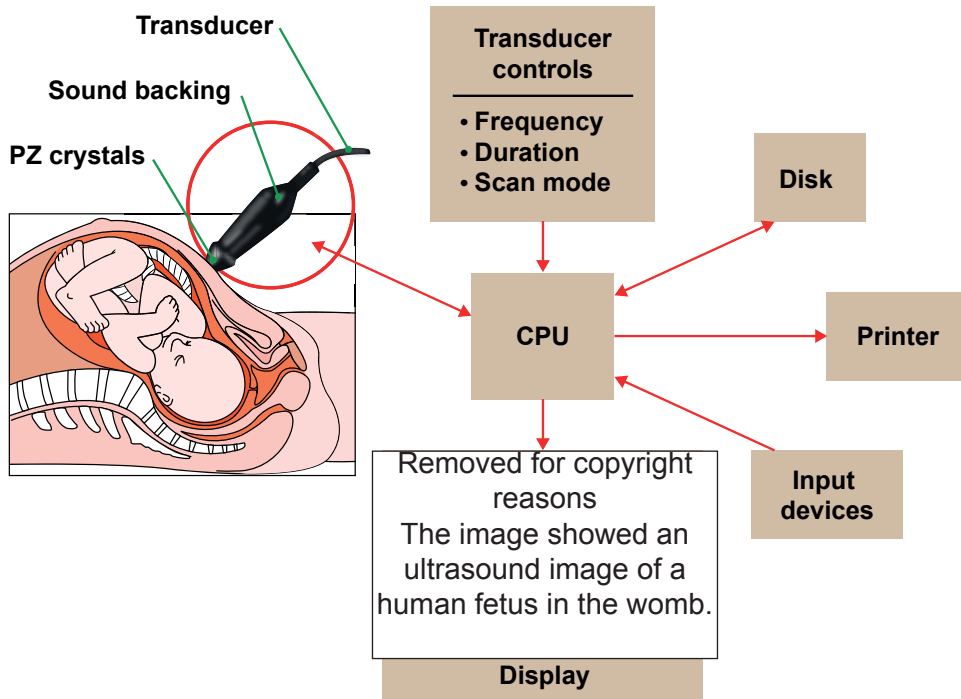 Transducer
Sound backing
PZ crystals
Transducer
controls
• Frequency
• Duration
• Scan mode
Disk
CPU
Printer
Input
devices
Removed for copyright
reasons
The image showed an
ultrasound image of a
human fetus in the womb.
Display